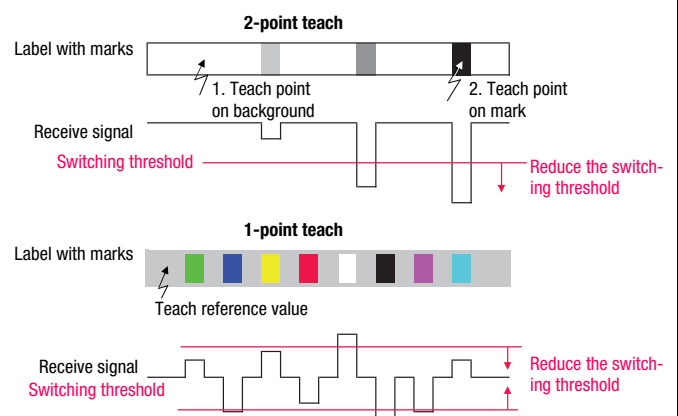 2-point teach
Label with marks
1. Teach point
on background
2. Teach point
on mark
Receive signal
Switching threshold
Reduce the switch-
ing threshold
1-point teach
Label with marks
Teach reference value
Receive signal
Switching threshold
Reduce the switch-
ing threshold